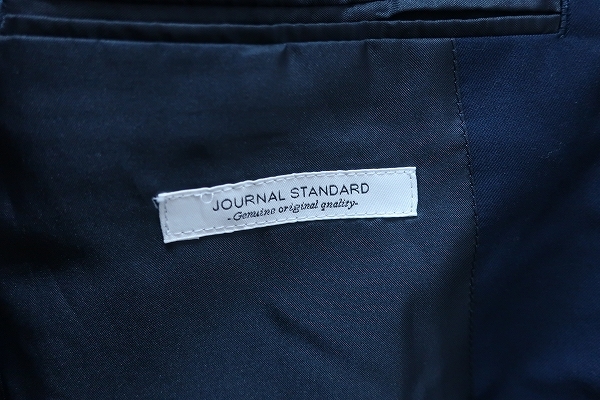 JOURNAL STANDARD
-Genuine original quality-